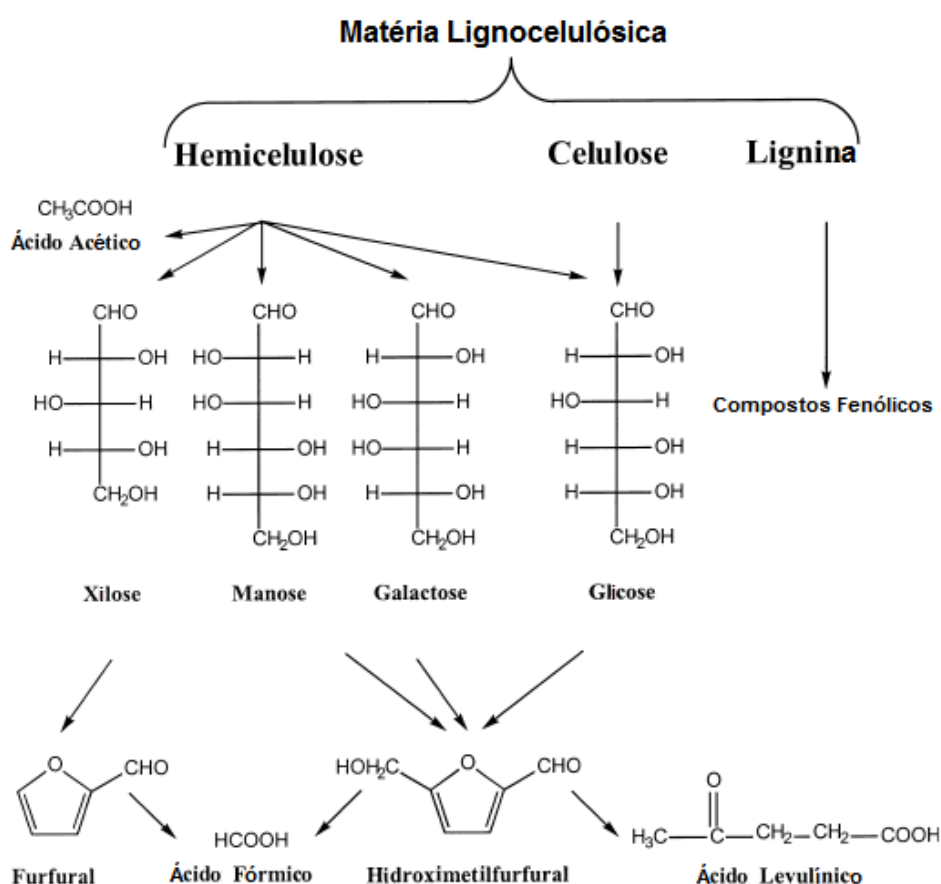 Matéria Lignocelulósica
Hemicelulose Celulose Lignina
CH3COOH
Ácido Acético
CHO CHO CHO CHO
H OH HO H H OH H OH
HO H HO H HO H HO H
H OH H OH HO H H OH
CH2OH H OH H OH H OH
CH2OH CH2OH CH2OH
Compostos Fenólicos
Xilose Manose Galactose Glicose
O CHO HOH2C O CHO O
HCOOH H3C C CH2 CH2 COOH
Furfural Ácido Fórmico Hidroximetilfurfural Ácido Levulínico